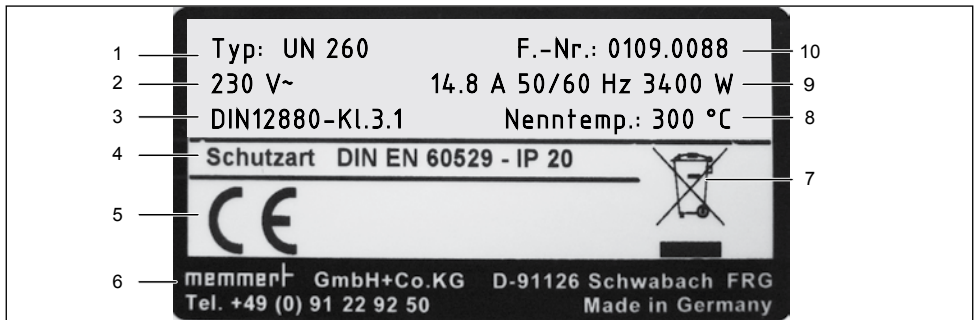 1 Typ: UN 260 F.-Nr.: 0109.0088 10
2 230 V~ 14.8 A 50/60 Hz 3400 W 9
3 DIN12880-Kl.3.1 Nenntemp.: 300 °C 8
4 Schutzart DIN EN 60529 - IP 20
7
5 CE
6 memmert GmbH+Co.KG D-91126 Schwabach FRG
Tel. +49 (0) 91 22 92 50 Made in Germany